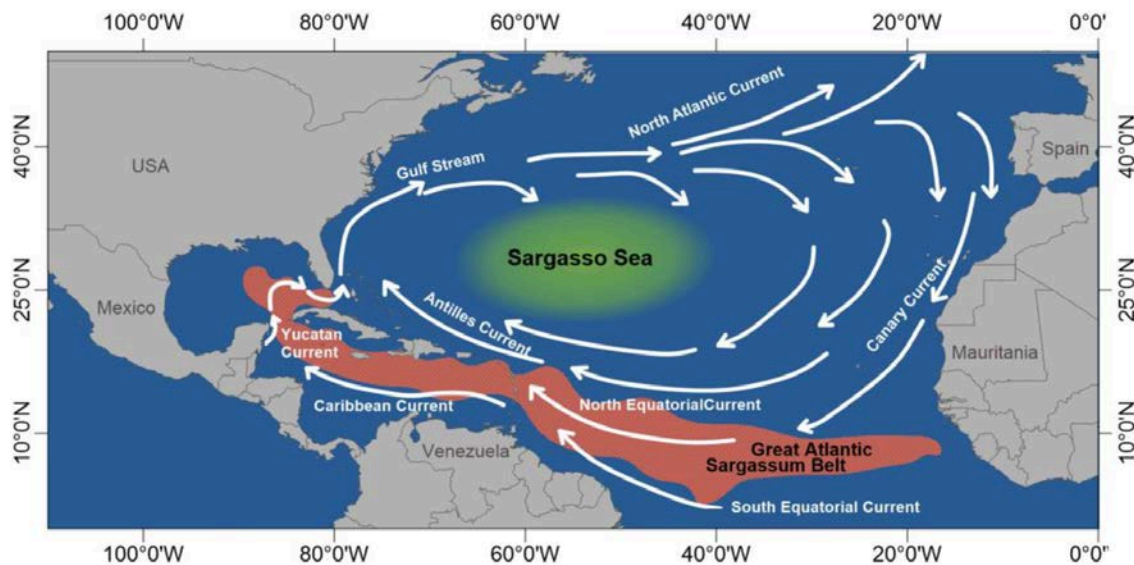 100°0'W 80°0'W 60°0'W 40°0'W 20°0'W 0°0'
40°0'N
25°0'N
10°0'N
40°0'N
25°0'N
10°0'N
North Atlantic Current
USA
Gulf Stream
Spain
Sargasso Sea
Mexico
Antilles Current
Canary Current
Yucatan
Current
Mauritania
Caribbean Current
North EquatorialCurrent
Venezuela
Great Atlantic
Sargassum Belt
South Equatorial Current
100°0'W 80°0'W 60°0'W 40°0'W 20°0'W 0°0'